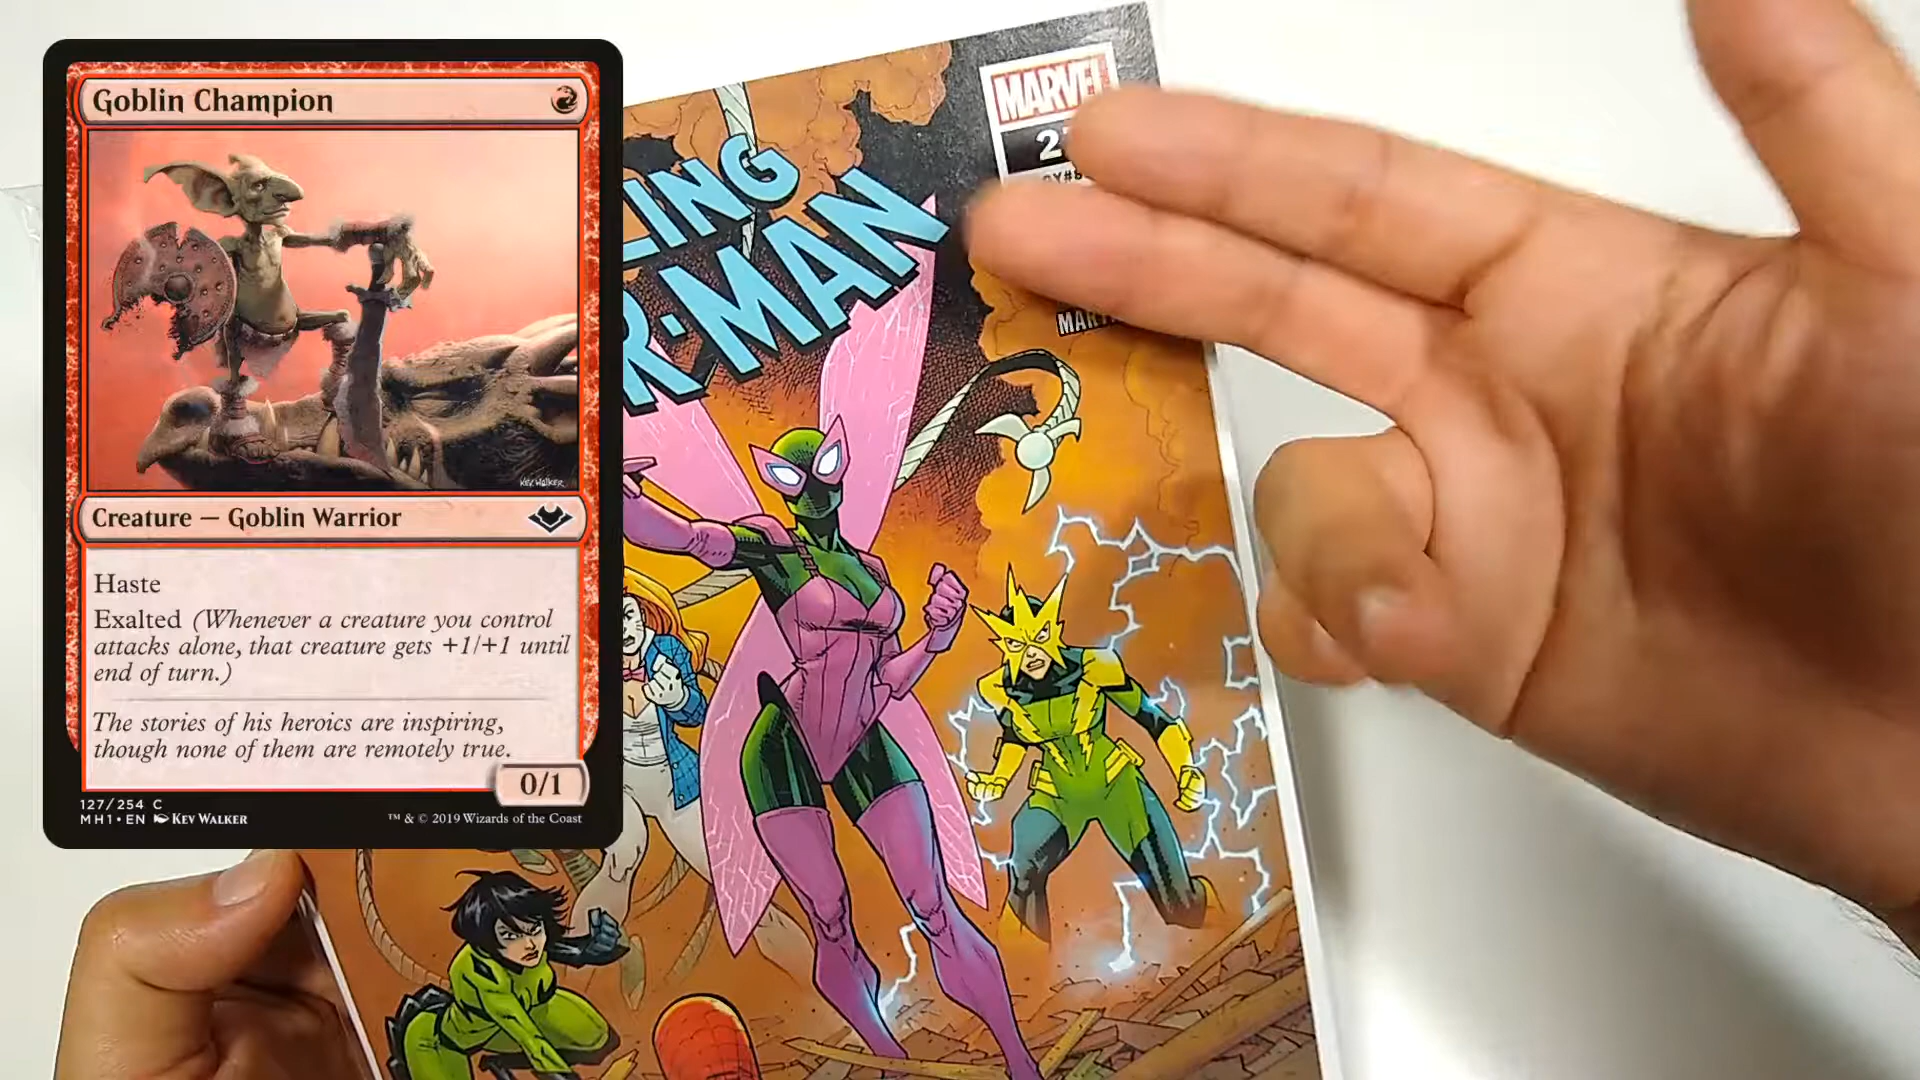 Goblin Champion
KEV WALKER
Creature — Goblin Warrior
Haste
Exalted (Whenever a creature you control
attacks alone, that creature gets +1/+1 until
end of turn.)
The stories of his heroics are inspiring,
though none of them are remotely true.
0/1
127/254 C
MH1 • EN KEV WALKER
™ & © 2019 Wizards of the Coast
MARVEL